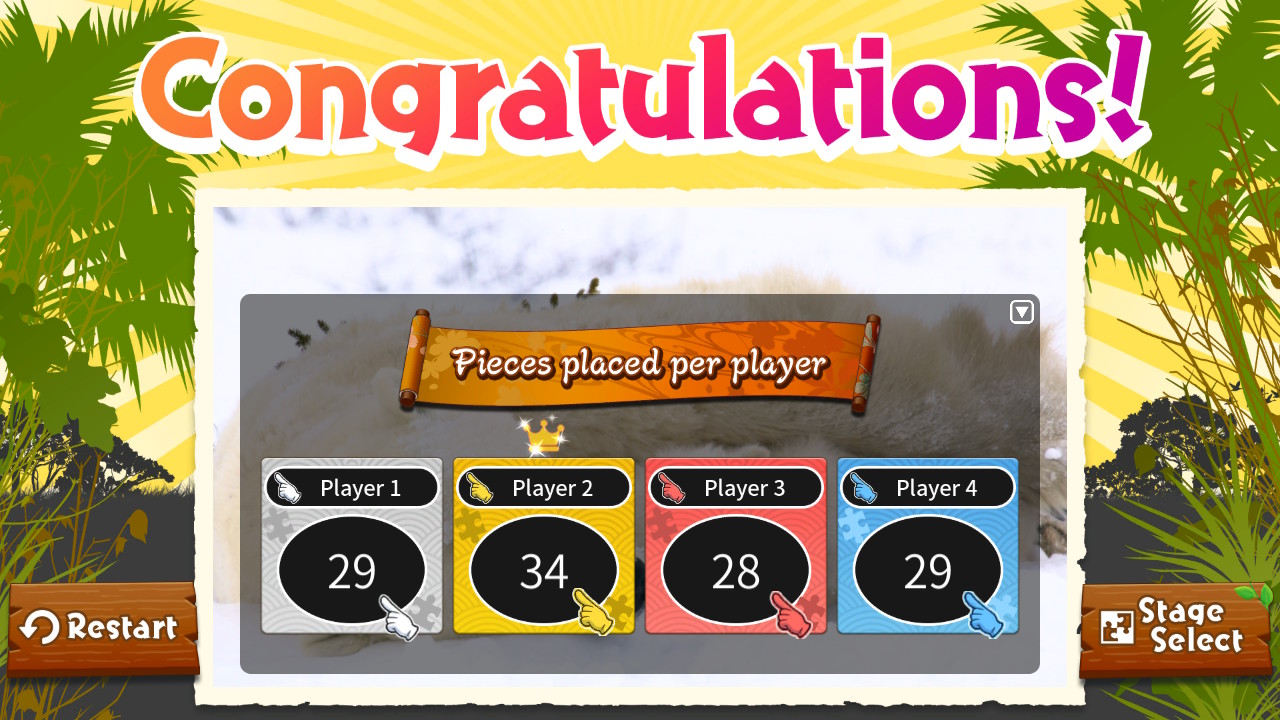 Congratulations!
Pieces placed per player
Player 1
Player 2
Player 3
Player 4
29
34
28
29
Restart
Stage
Select